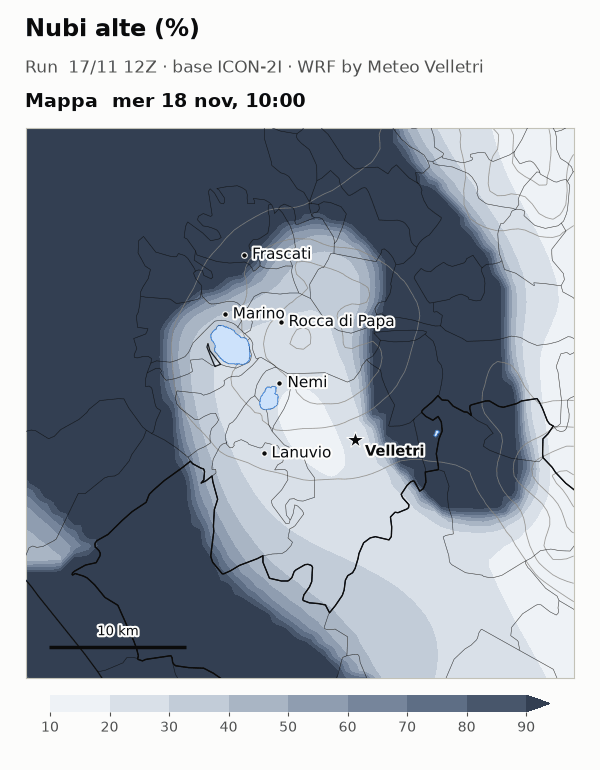 Nubi alte (%)
Run  17/11 12Z · base ICON-2I · WRF by Meteo Velletri
Mappa  mer 18 nov, 10:00
Frascati
Marino
Rocca di Papa
Nemi
Velletri
Lanuvio
10 km
10 20 30 40 50 60 70 80 90